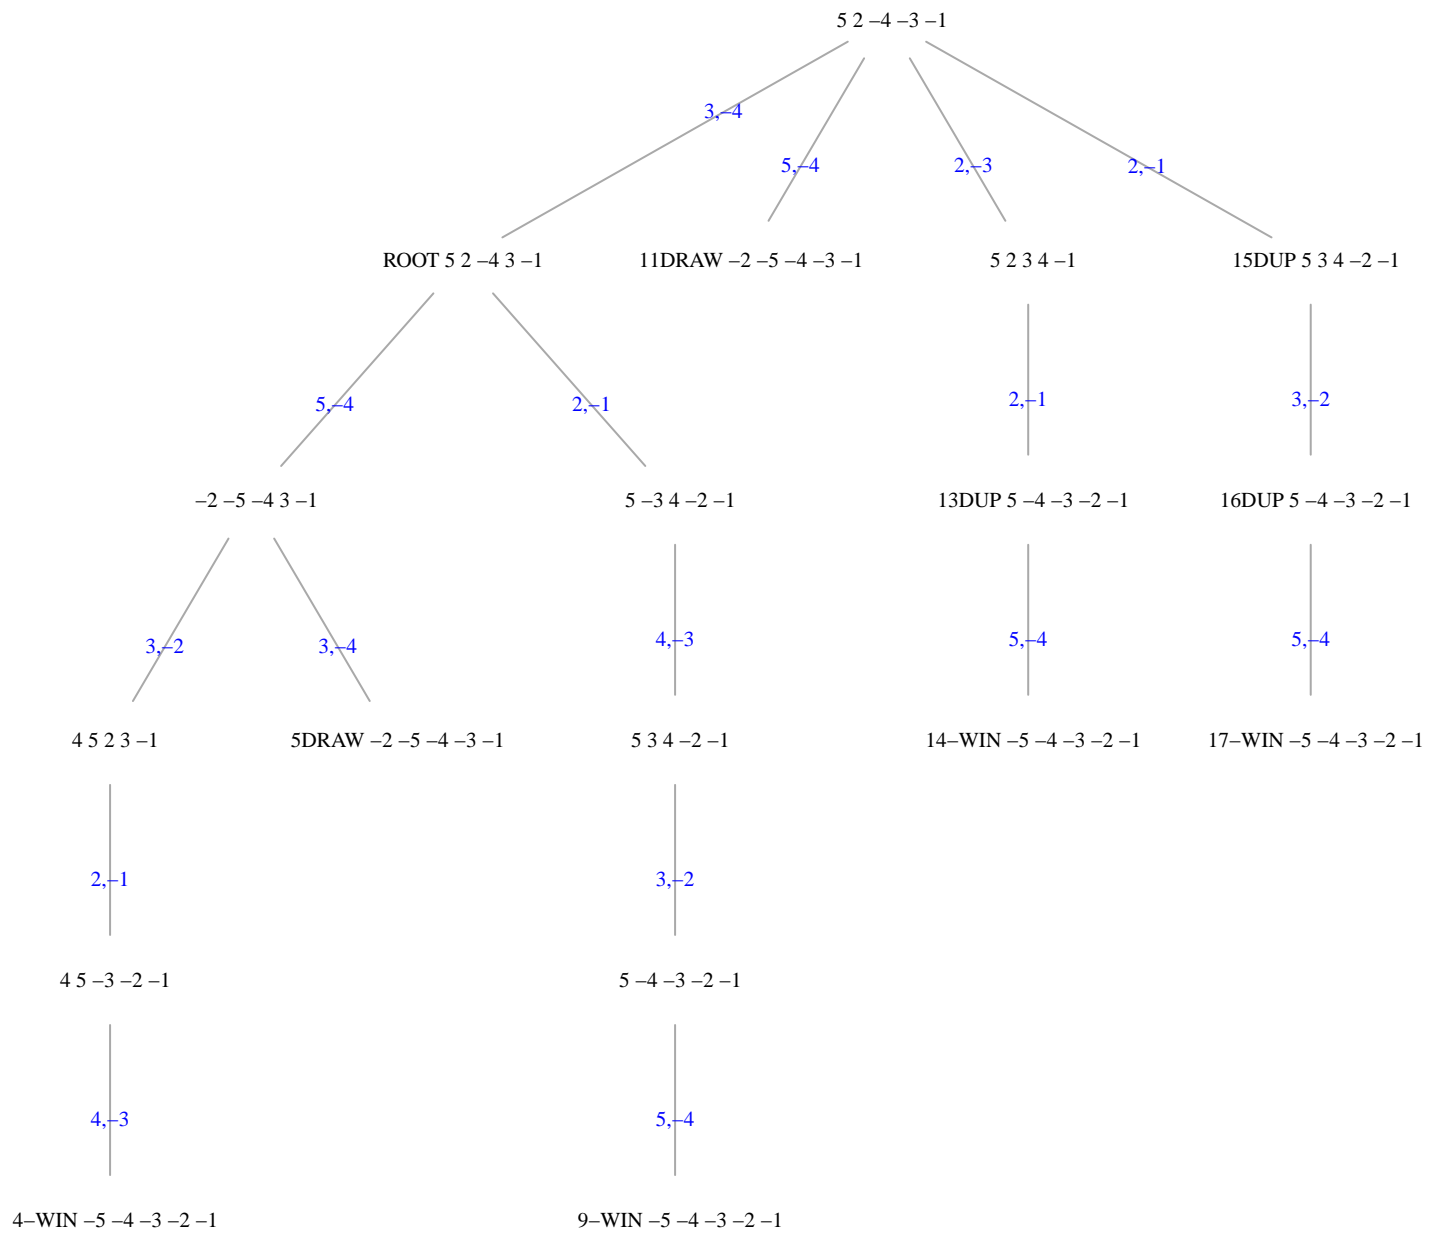 5 2 –4 –3 –1
3,–4
5,–4
2,–3
2,–1
ROOT 5 2 –4 3 –1
11DRAW –2 –5 –4 –3 –1
5 2 3 4 –1
15DUP 5 3 4 –2 –1
5,–4
2,–1
2,–1
3,–2
–2 –5 –4 3 –1
5 –3 4 –2 –1
13DUP 5 –4 –3 –2 –1
16DUP 5 –4 –3 –2 –1
3,–2
3,–4
4,–3
5,–4
5,–4
4 5 2 3 –1
5DRAW –2 –5 –4 –3 –1
5 3 4 –2 –1
14–WIN –5 –4 –3 –2 –1
17–WIN –5 –4 –3 –2 –1
2,–1
3,–2
4 5 –3 –2 –1
5 –4 –3 –2 –1
4,–3
5,–4
4–WIN –5 –4 –3 –2 –1
9–WIN –5 –4 –3 –2 –1